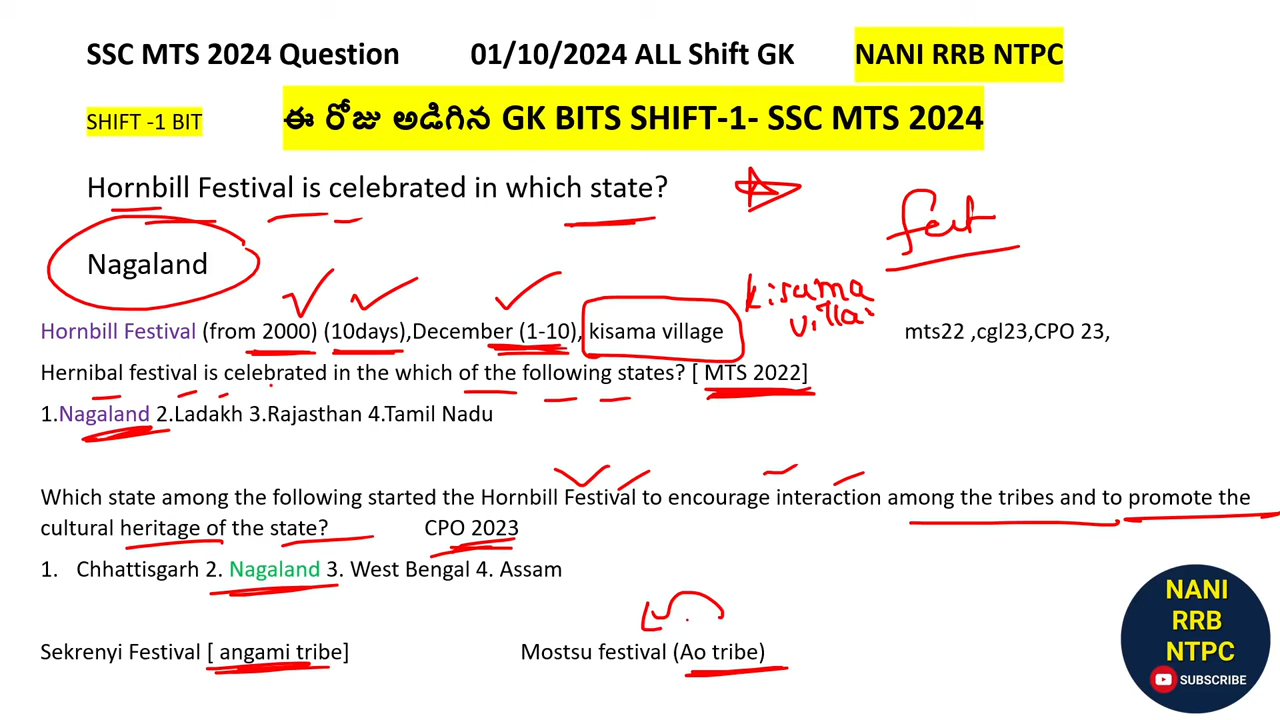 SSC MTS 2024 Question 01/10/2024 ALL Shift GK NANI RRB NTPC
SHIFT -1 BIT ఈ రోజు అడిగిన GK BITS SHIFT-1- SSC MTS 2024
Hornbill Festival is celebrated in which state?
fest
Nagaland
kisama
villa
Hornbill Festival (from 2000) (10days),December (1-10), kisama village mts22 ,cgl23,CPO 23,
Hernibal festival is celebrated in the which of the following states? [ MTS 2022]
1.Nagaland 2.Ladakh 3.Rajasthan 4.Tamil Nadu
Which state among the following started the Hornbill Festival to encourage interaction among the tribes and to promote the
cultural heritage of the state? CPO 2023
1. Chhattisgarh 2. Nagaland 3. West Bengal 4. Assam
Sekrenyi Festival [ angami tribe] Mostsu festival (Ao tribe)
NANI
RRB
NTPC
SUBSCRIBE